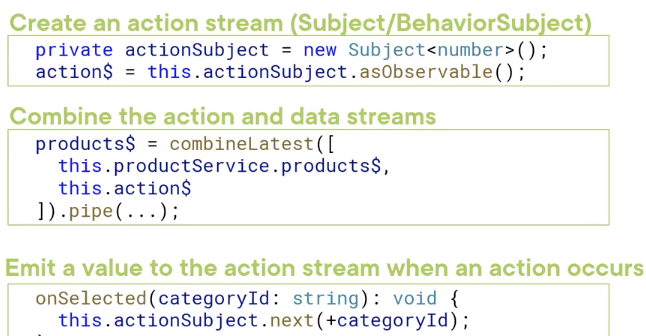 Create an action stream (Subject/BehaviorSubject)
private actionSubject = new Subject<number>();
action$ = this.actionSubject.asObservable();
Combine the action and data streams
products$ = combineLatest([
this.productService.products$,
this.action$
]).pipe(...);
Emit a value to the action stream when an action occurs
onSelected(categoryId: string): void {
this.actionSubject.next(+categoryId);